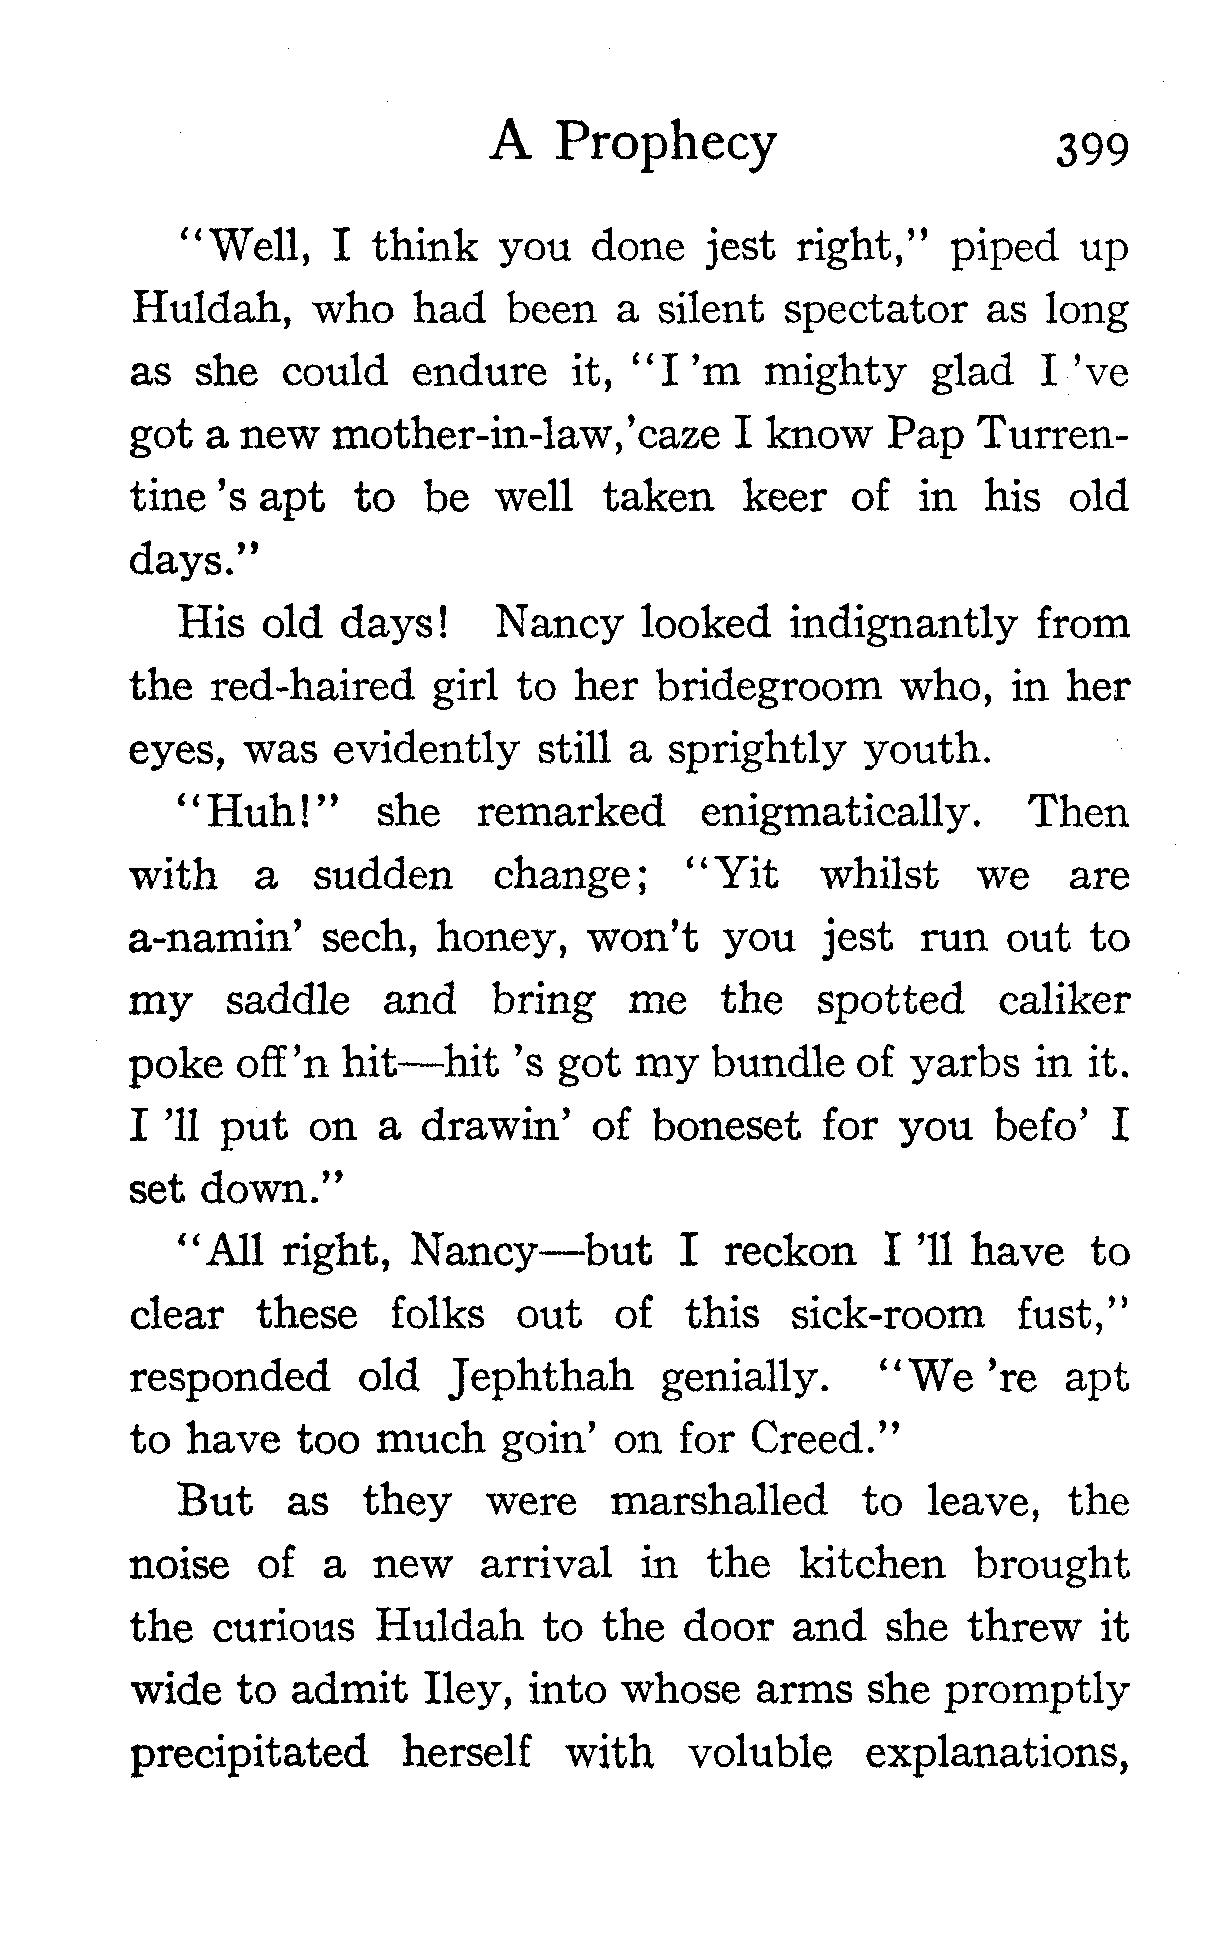 A Prophecy 399
"Well, I think you done jest right," piped up
Huldah, who had been a silent spectator as long
as she could endure it, "I 'm mighty glad I 've
got a new mother-in-law,'caze I know Pap Turren-
tine 's apt to be well taken keer of in his old
days."
His old days! Nancy looked indignantly from
the red-haired girl to her bridegroom who, in her
eyes, was evidently still a sprightly youth.
"Huh!" she remarked enigmatically. Then
with a sudden change; "Yit whilst we are
a-namin' sech, honey, won't you jest run out to
my saddle and bring me the spotted caliker
poke off'n hit—hit 's got my bundle of yarbs in it.
I 'll put on a drawin' of boneset for you befo' I
set down."
"All right, Nancy—but I reckon I 'll have to
clear these folks out of this sick-room fust,"
responded old Jephthah genially. "We 're apt
to have too much goin' on for Creed."
But as they were marshalled to leave, the
noise of a new arrival in the kitchen brought
the curious Huldah to the door and she threw it
wide to admit Iley, into whose arms she promptly
precipitated herself with voluble explanations,